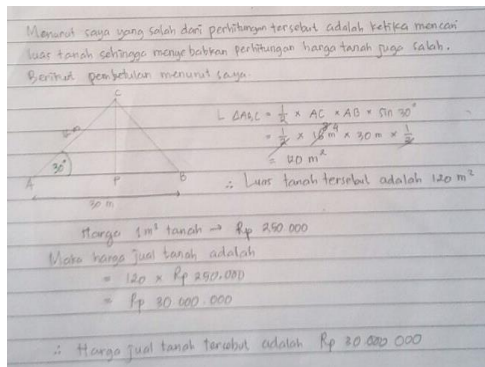 Menurut saya yang salah dari perhitungan tersebut adalah ketika mencari
luas tanah sehingga menyebabkan perhitungan harga tanah juga salah.
Berikut pembetulan menurut saya.
C
30°
A
P
B
30 m
L ΔABC = 1/2 × AC × AB × sin 30°
= 1/2 × 16 m × 30 m × 1/2
= 120 m²
∴ Luas tanah tersebut adalah 120 m²
Harga 1m² tanah → Rp 250.000
Maka harga jual tanah adalah
= 120 × Rp 250.000
= Rp 30.000.000
∴ Harga jual tanah tersebut adalah Rp 30.000.000